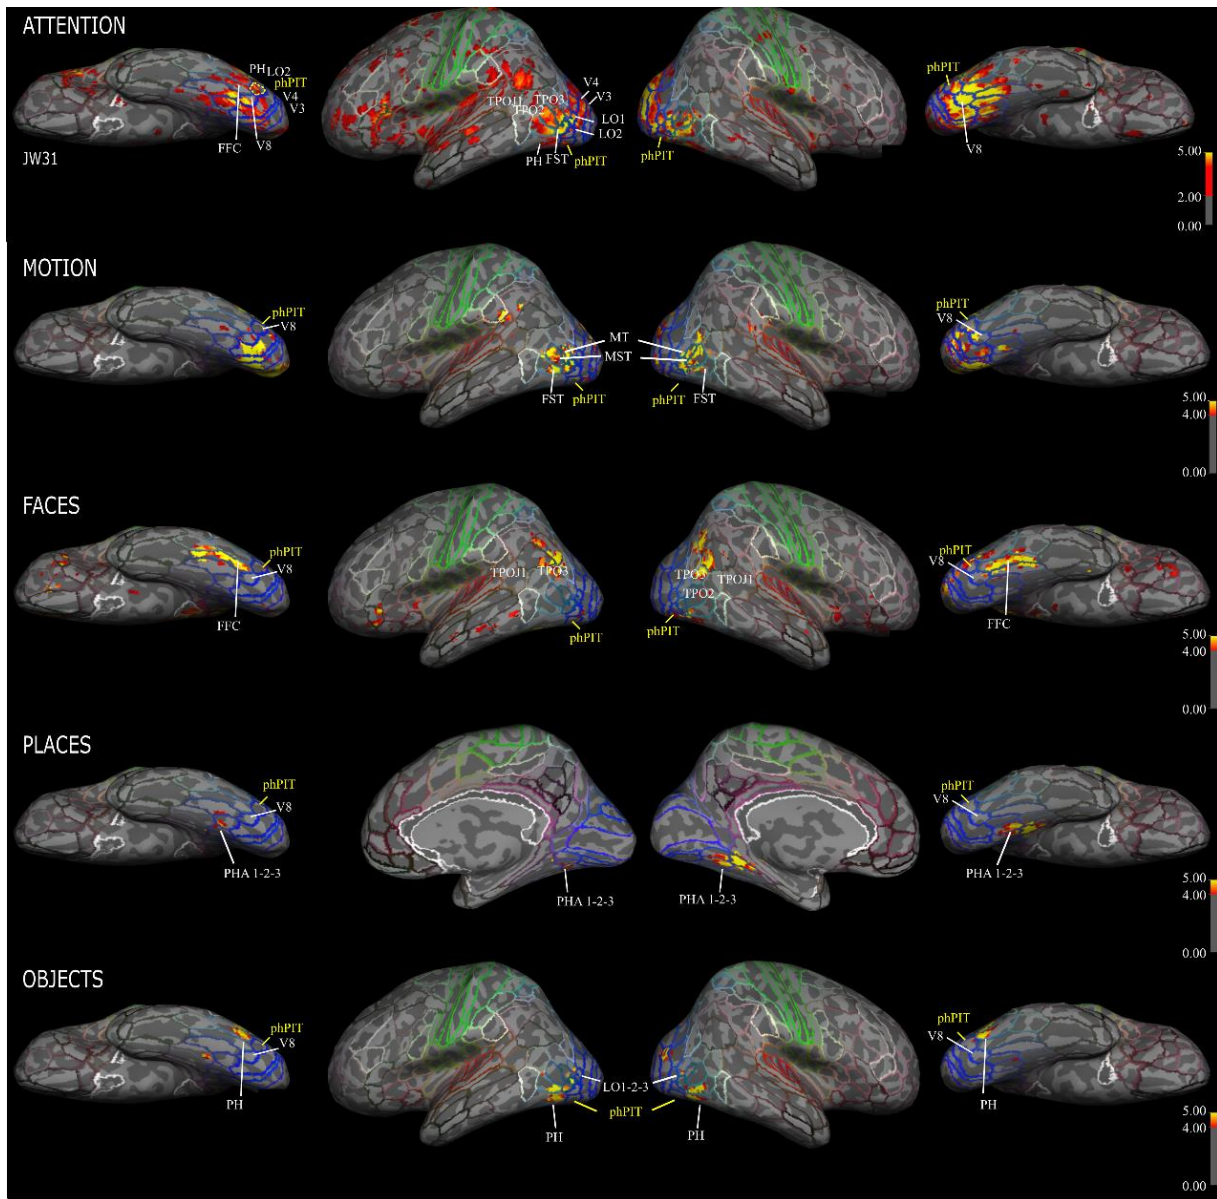 ATTENTION
PH LO2
phPIT
V4
V3
FFC
V8
JW31
TPOJ1
TPO2
TPO3
V4
V3
LO1
LO2
PH
FST
phPIT
phPIT
phPIT
V8
5.00
2.00
0.00
MOTION
phPIT
V8
MT
MST
FST
phPIT
phPIT
FST
phPIT
V8
5.00
4.00
0.00
FACES
phPIT
V8
FFC
TPOJ1
TPO3
phPIT
TPO3
TPOJ1
TPO2
phPIT
phPIT
V8
FFC
5.00
4.00
0.00
PLACES
phPIT
V8
PHA 1-2-3
PHA 1-2-3
PHA 1-2-3
phPIT
V8
PHA 1-2-3
5.00
4.00
0.00
OBJECTS
phPIT
V8
PH
LO1-2-3
phPIT
PH
PH
phPIT
V8
PH
5.00
4.00
0.00